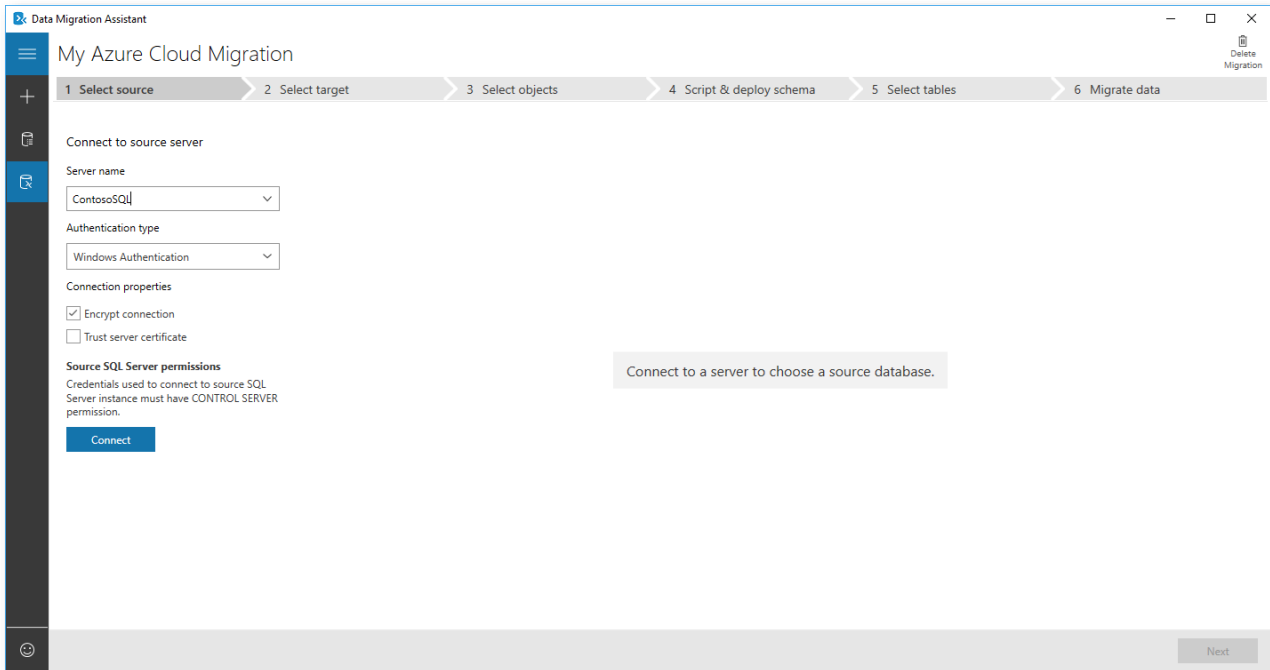 Data Migration Assistant
My Azure Cloud Migration
Delete
Migration
1 Select source
2 Select target
3 Select objects
4 Script & deploy schema
5 Select tables
6 Migrate data
Connect to source server
Server name
ContosoSQL
Authentication type
Windows Authentication
Connection properties
Encrypt connection
Trust server certificate
Source SQL Server permissions
Credentials used to connect to source SQL
Server instance must have CONTROL SERVER
permission.
Connect
Connect to a server to choose a source database.
Next